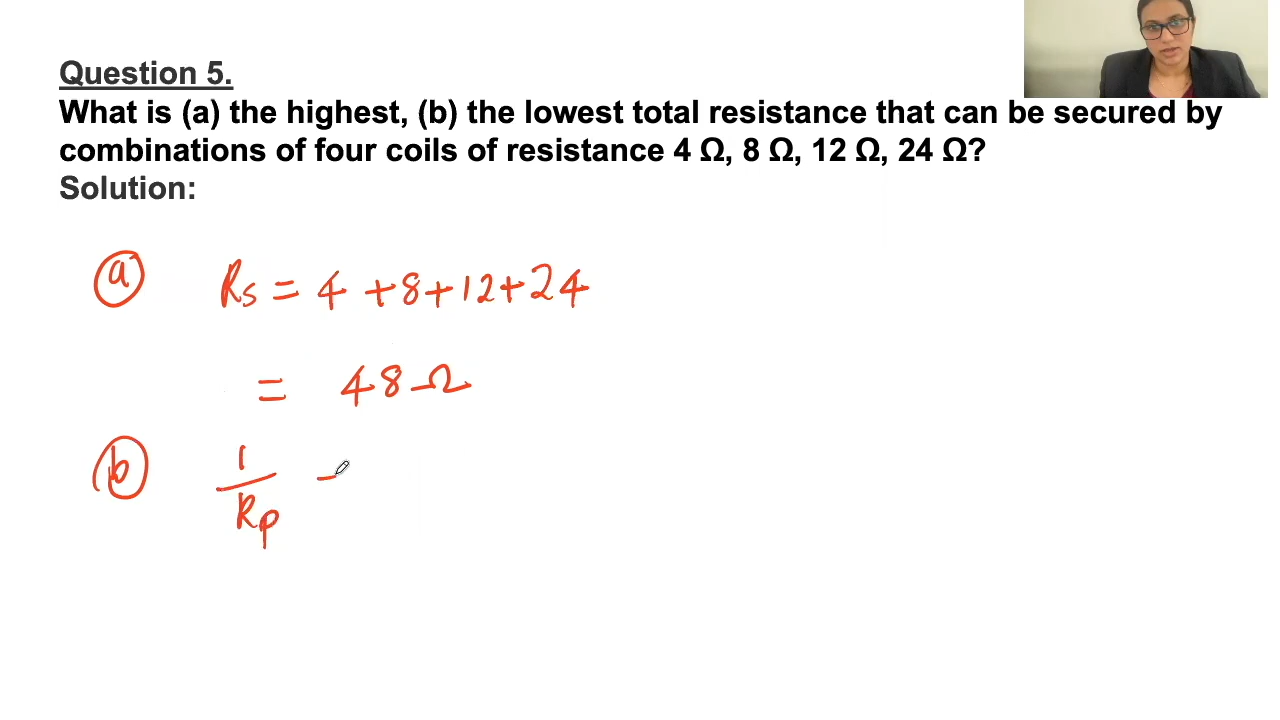 Question 5.
What is (a) the highest, (b) the lowest total resistance that can be secured by
combinations of four coils of resistance 4 Ω, 8 Ω, 12 Ω, 24 Ω?
Solution:
(a) Rs = 4 + 8 + 12 + 24
= 48 Ω
(b) 1/Rp -